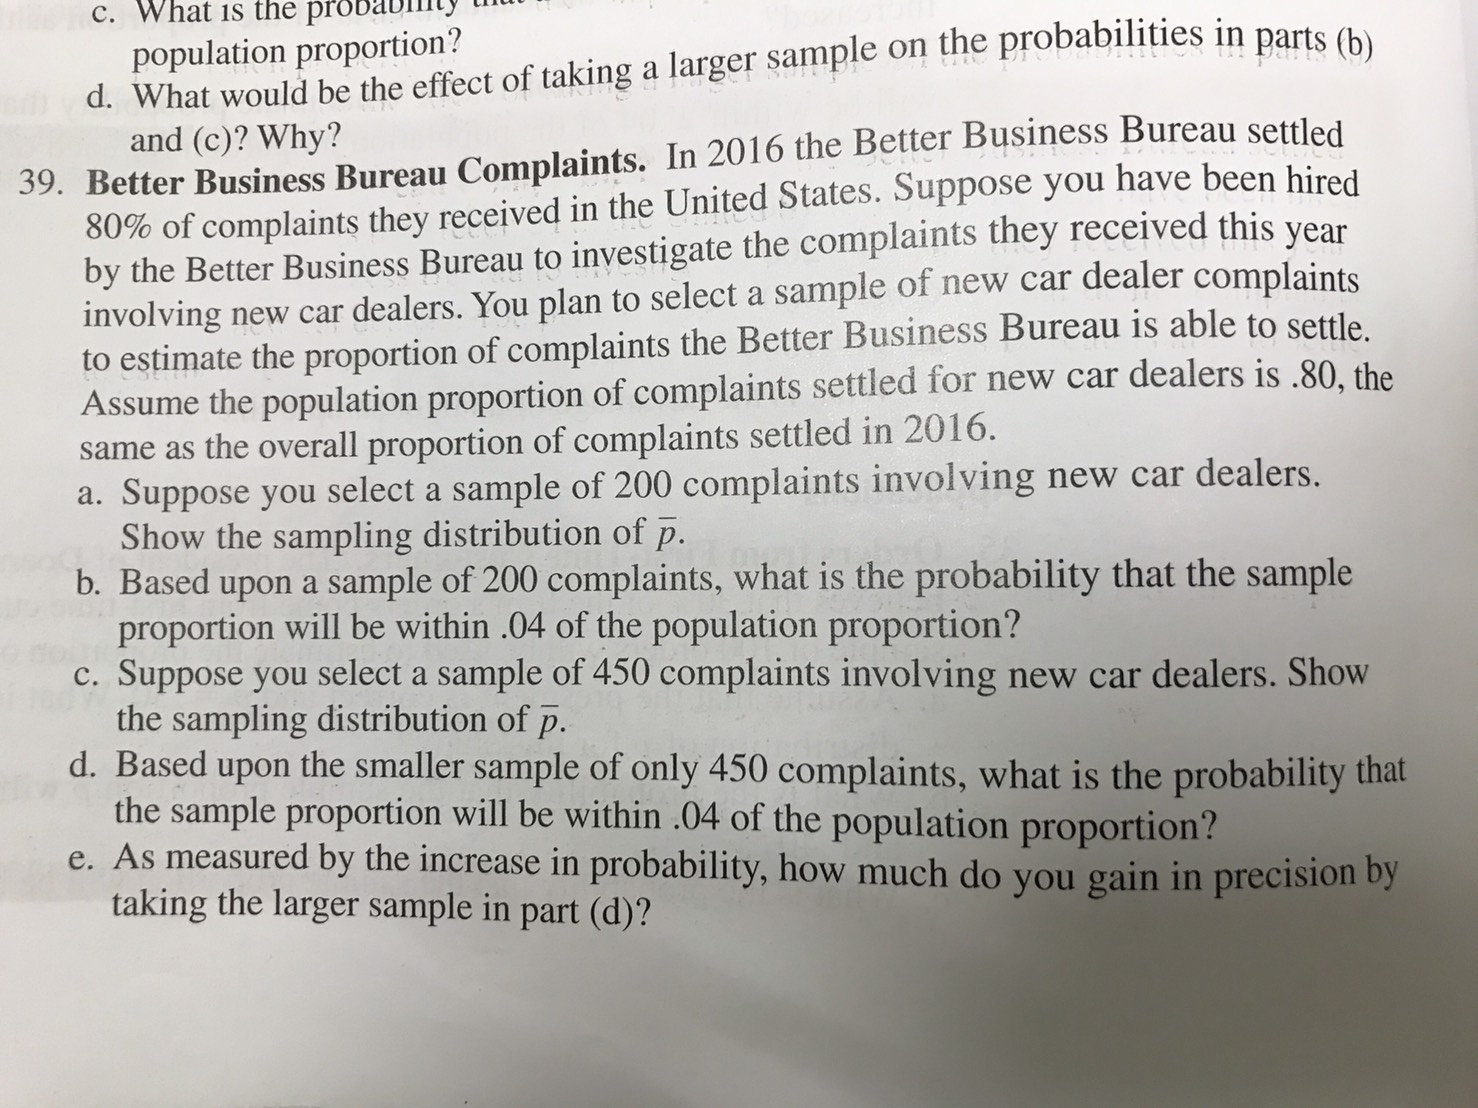 c. What is the probability
population proportion?
d. What would be the effect of taking a larger sample on the probabilities in parts (b)
and (c)? Why?
39. Better Business Bureau Complaints. In 2016 the Better Business Bureau settled
80% of complaints they received in the United States. Suppose you have been hired
by the Better Business Bureau to investigate the complaints they received this year
involving new car dealers. You plan to select a sample of new car dealer complaints
to estimate the proportion of complaints the Better Business Bureau is able to settle.
Assume the population proportion of complaints settled for new car dealers is .80, the
same as the overall proportion of complaints settled in 2016.
a. Suppose you select a sample of 200 complaints involving new car dealers.
Show the sampling distribution of p̅.
b. Based upon a sample of 200 complaints, what is the probability that the sample
proportion will be within .04 of the population proportion?
c. Suppose you select a sample of 450 complaints involving new car dealers. Show
the sampling distribution of p̅.
d. Based upon the smaller sample of only 450 complaints, what is the probability that
the sample proportion will be within .04 of the population proportion?
e. As measured by the increase in probability, how much do you gain in precision by
taking the larger sample in part (d)?